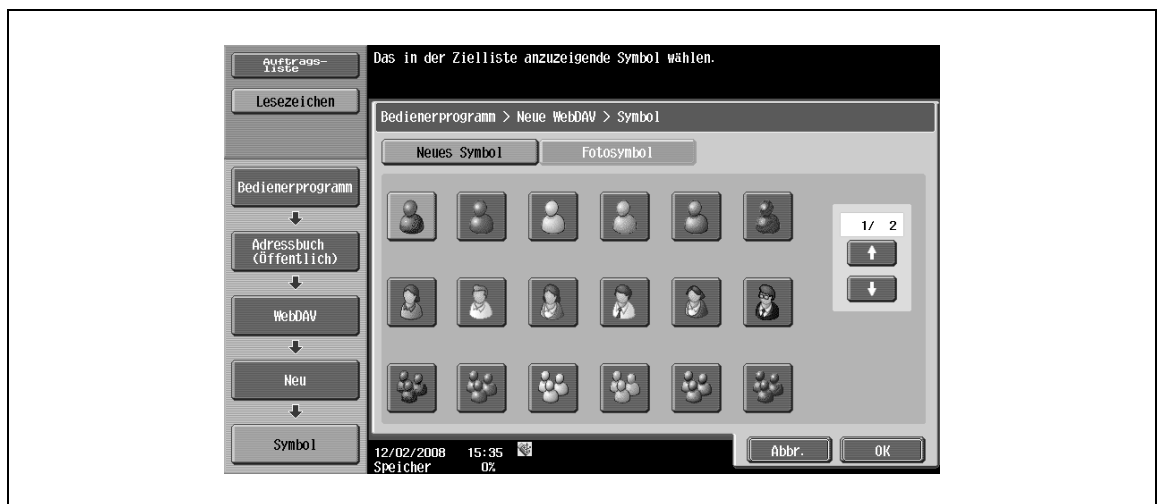 Auftrags-
liste
Lesezeichen
Bedienerprogramm
Adressbuch
(Öffentlich)
WebDAV
Neu
Symbol
Das in der Zielliste anzuzeigende Symbol wählen.
Bedienerprogramm > Neue WebDAV > Symbol
Neues Symbol
Fotosymbol
1/ 2
12/02/2008 15:35
Speicher 0%
Abbr.
OK